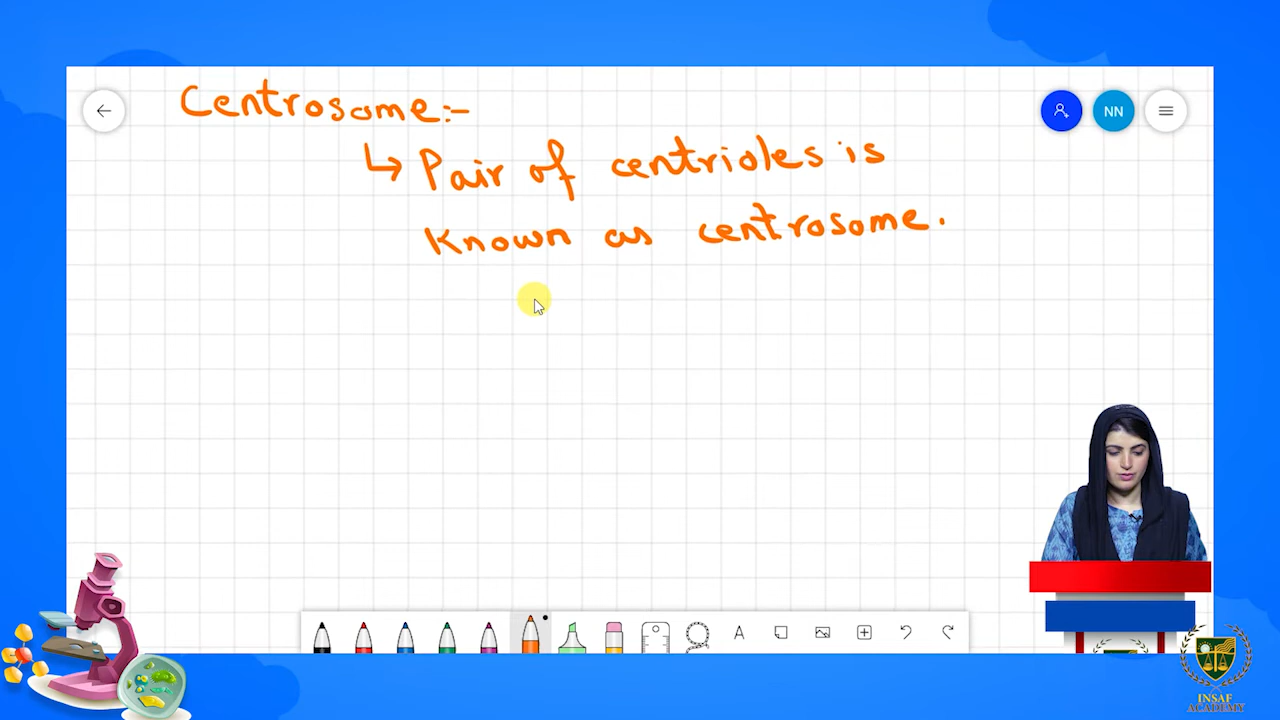 Centrosome:-
↳ Pair of centrioles is
known as centrosome.
NN
A
INSAF
ACADEMY